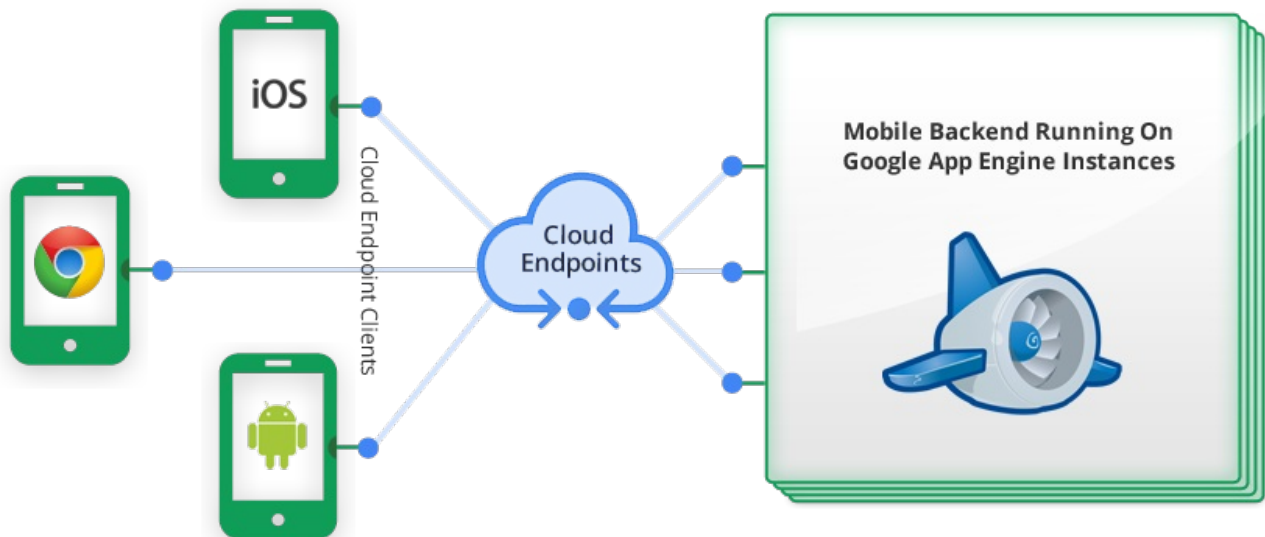 iOS
Cloud Endpoint Clients
Cloud
Endpoints
Mobile Backend Running On
Google App Engine Instances